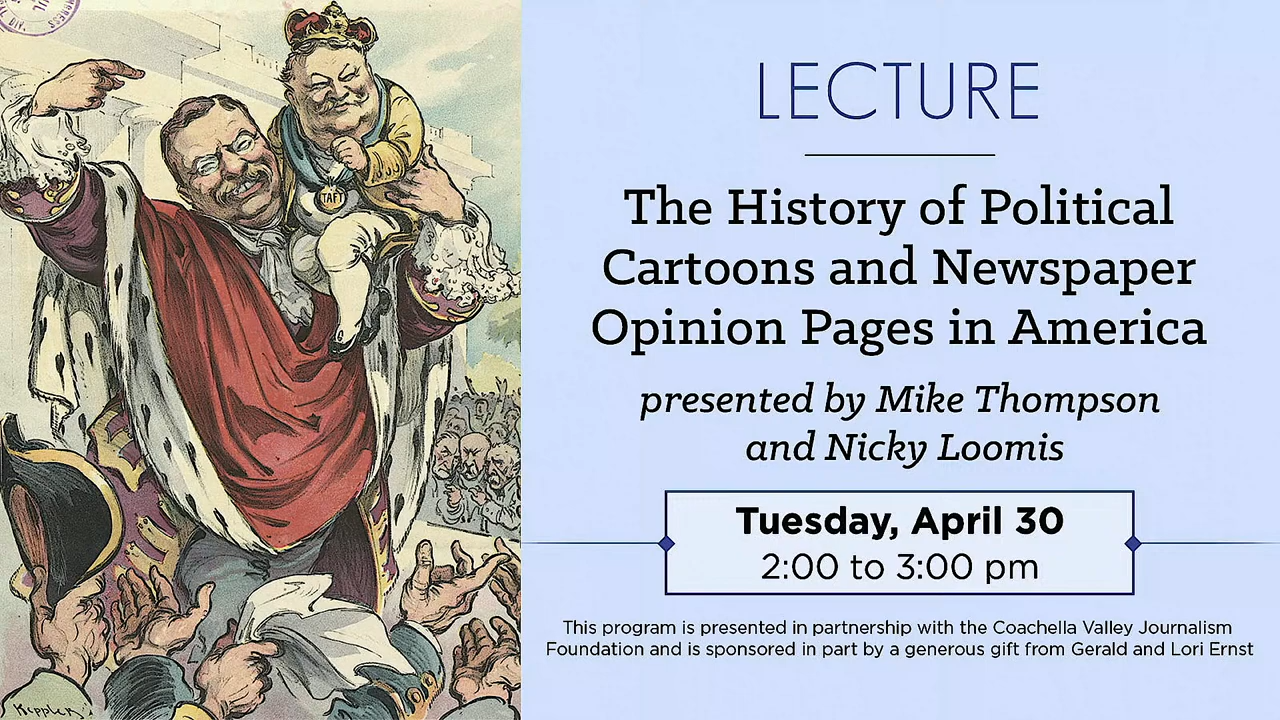 LECTURE
The History of Political
Cartoons and Newspaper
Opinion Pages in America
presented by Mike Thompson
and Nicky Loomis
Tuesday, April 30
2:00 to 3:00 pm
This program is presented in partnership with the Coachella Valley Journalism
Foundation and is sponsored in part by a generous gift from Gerald and Lori Ernst
TAFT
Keppler